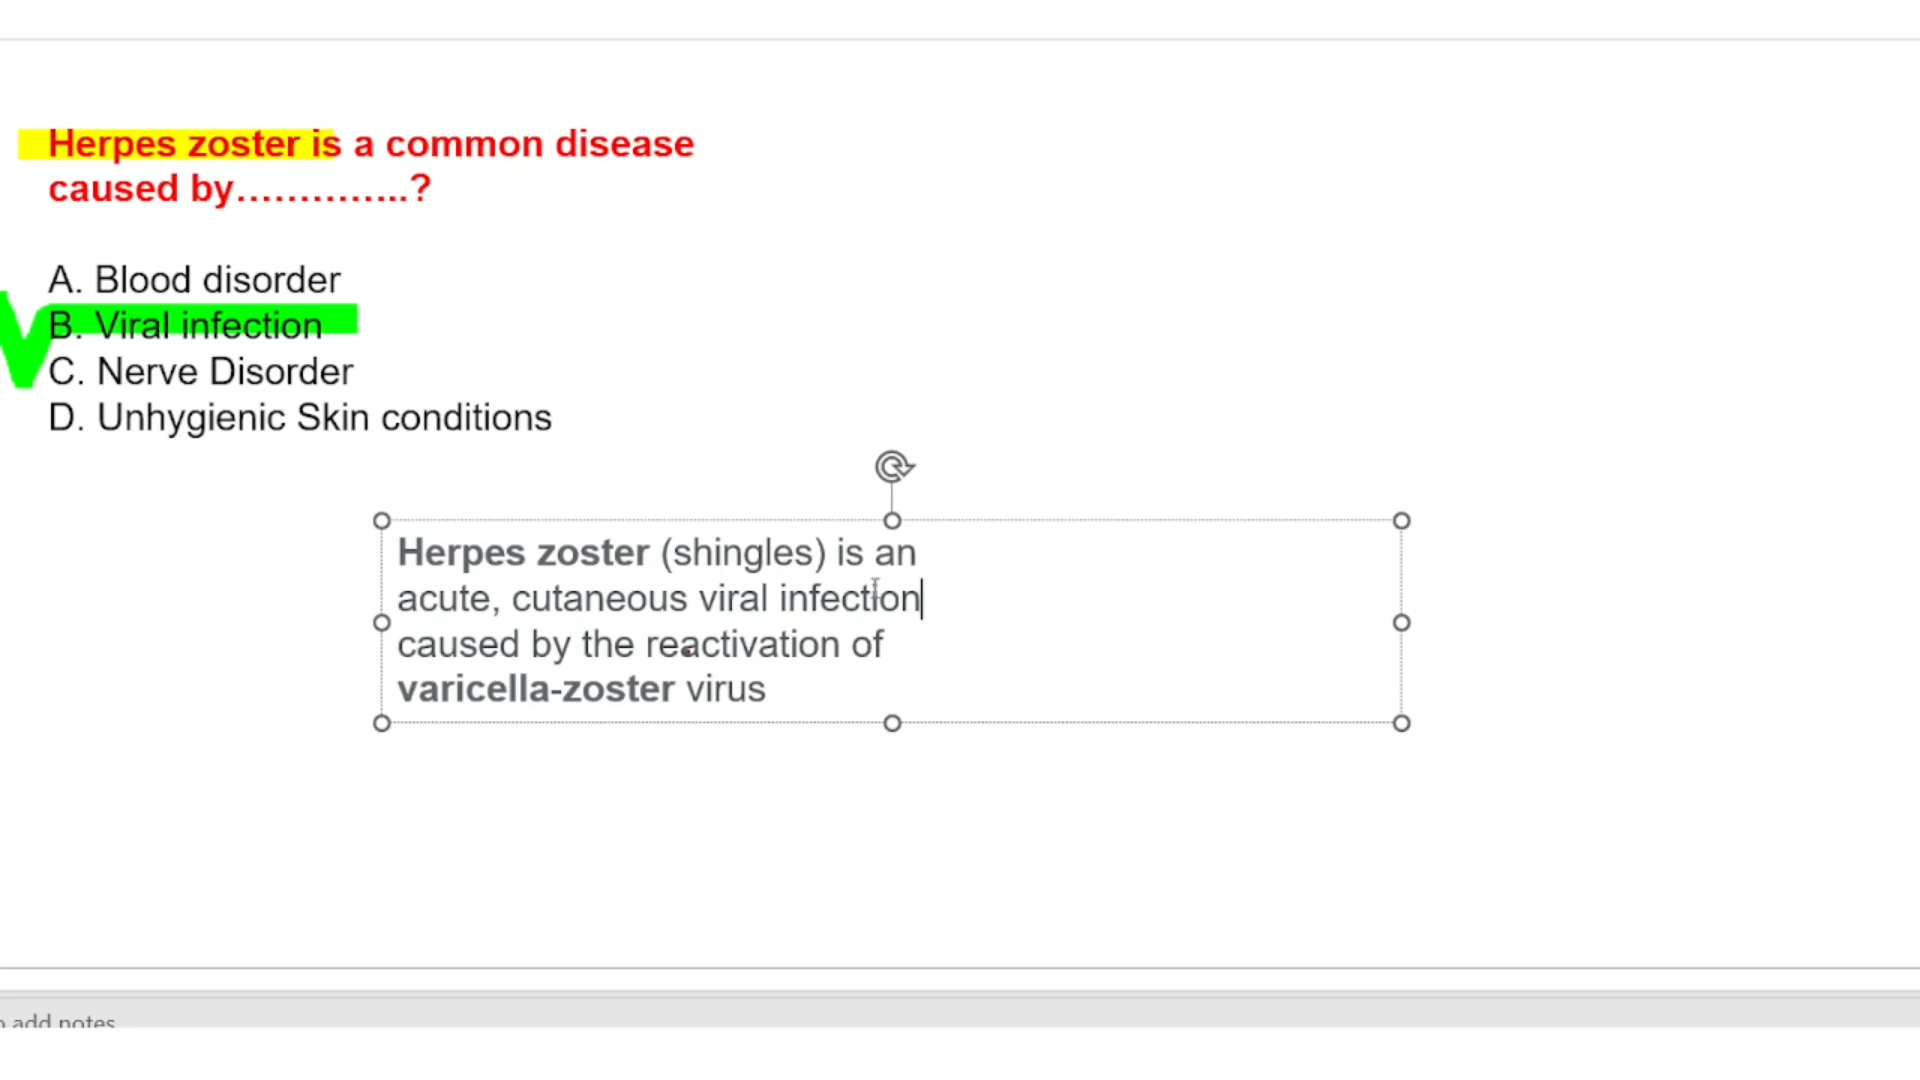 Herpes zoster is a common disease
caused by…………..?
A. Blood disorder
B. Viral infection
C. Nerve Disorder
D. Unhygienic Skin conditions
Herpes zoster (shingles) is an
acute, cutaneous viral infection
caused by the reactivation of
varicella-zoster virus
add notes